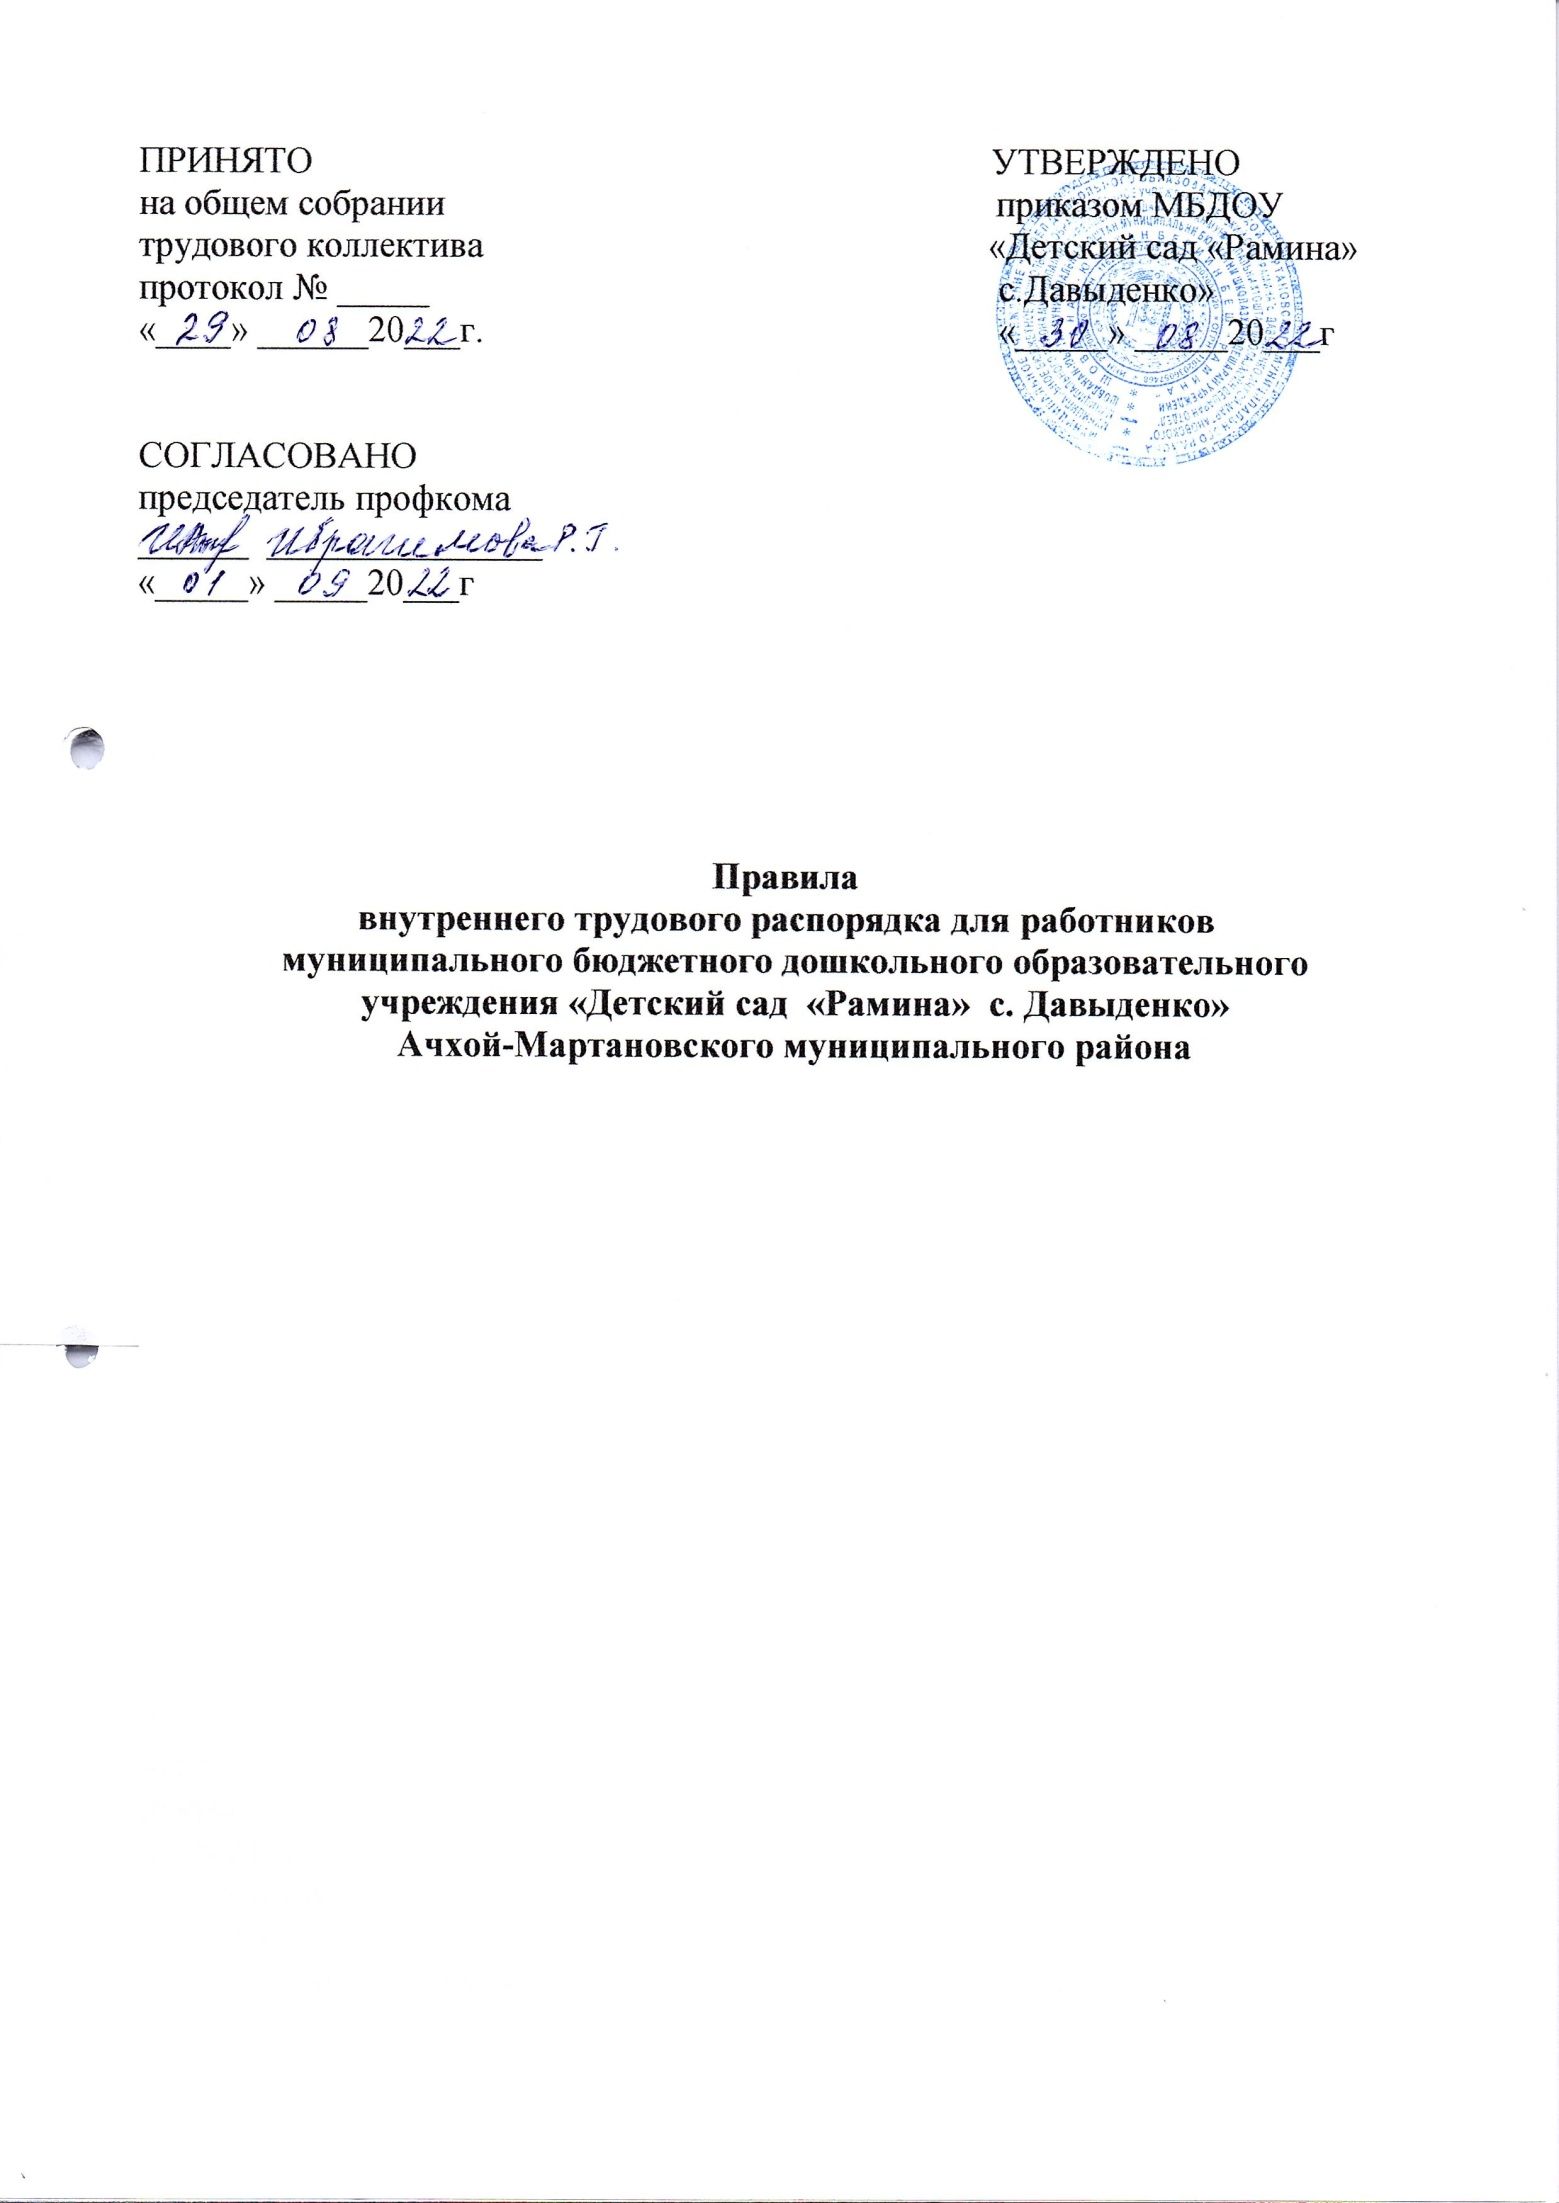 ПРИНЯТО
на общем собрании
трудового коллектива
протокол № _____
«29» 08 2022г.
УТВЕРЖДЕНО
приказом МБДОУ
«Детский сад «Рамина»
с.Давыденко»
«30» 08 2022г
СОГЛАСОВАНО
председатель профкома
Ибрагимова Р.Г.
«01» 09 2022г
Правила
внутреннего трудового распорядка для работников
муниципального бюджетного дошкольного образовательного
учреждения «Детский сад «Рамина» с. Давыденко»
Ачхой-Мартановского муниципального района